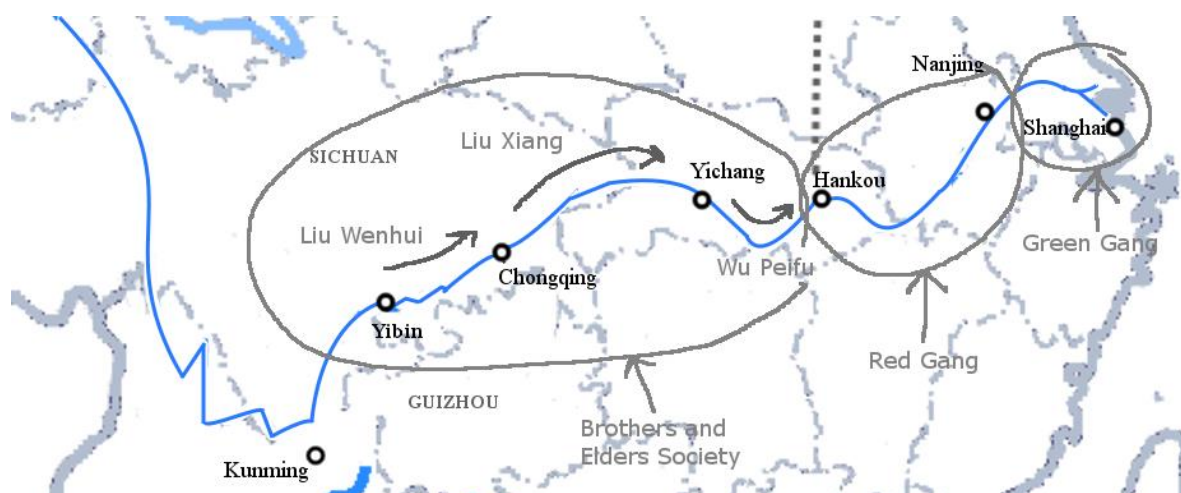 Nanjing
Shanghai
Liu Xiang
SICHUAN
Yichang
Hankou
Liu Wenhui
Green Gang
Chongqing
Wu Peifu
Yibin
Red Gang
GUIZHOU
Brothers and
Elders Society
Kunming